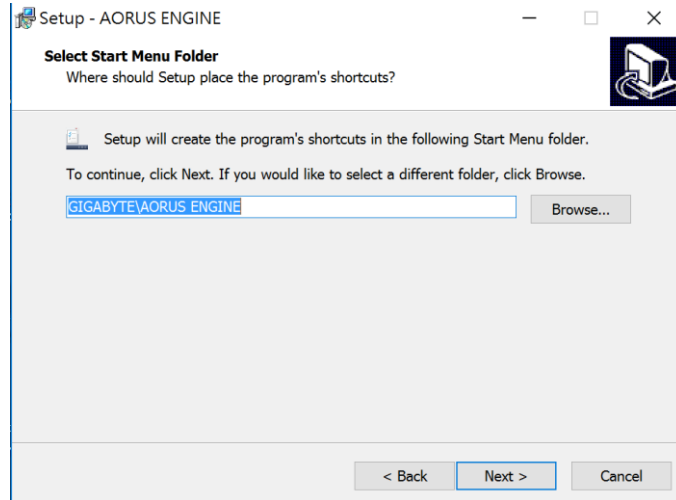 Setup - AORUS ENGINE
Select Start Menu Folder
Where should Setup place the program's shortcuts?
Setup will create the program's shortcuts in the following Start Menu folder.
To continue, click Next. If you would like to select a different folder, click Browse.
GIGABYTE\AORUS ENGINE
Browse...
< Back
Next >
Cancel